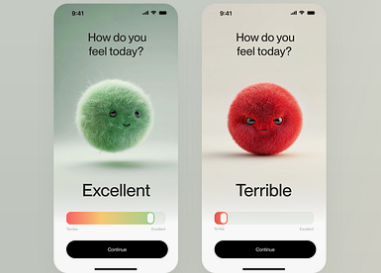 9:41
How do you
feel today?
Excellent
Terrible
Excellent
Continue
9:41
How do you
feel today?
Terrible
Terrible
Excellent
Continue